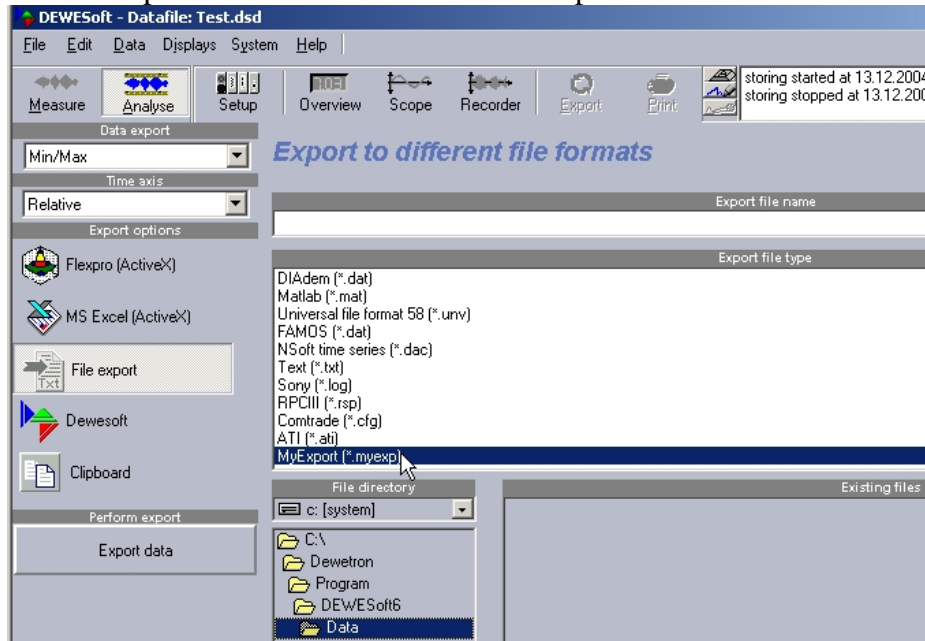 DEWESoft - Datafile: Test.dsd
File Edit Data Displays System Help
Measure Analyse Setup Overview Scope Recorder Export Print
storing started at 13.12.2004
storing stopped at 13.12.200
Data export
Min/Max
Time axis
Relative
Export options
Flexpro (ActiveX)
MS Excel (ActiveX)
Txt
File export
Dewesoft
Clipboard
Perform export
Export data
Export to different file formats
Export file name
Export file type
DIAdem (*.dat)
Matlab (*.mat)
Universal file format 58 (*.unv)
FAMOS (*.dat)
NSoft time series (*.dac)
Text (*.txt)
Sony (*.log)
RPCIII (*.rsp)
Comtrade (*.cfg)
ATI (*.ati)
MyExport (*.myexp)
File directory
c: [system]
C:\
Dewetron
Program
DEWESoft6
Data
Existing files